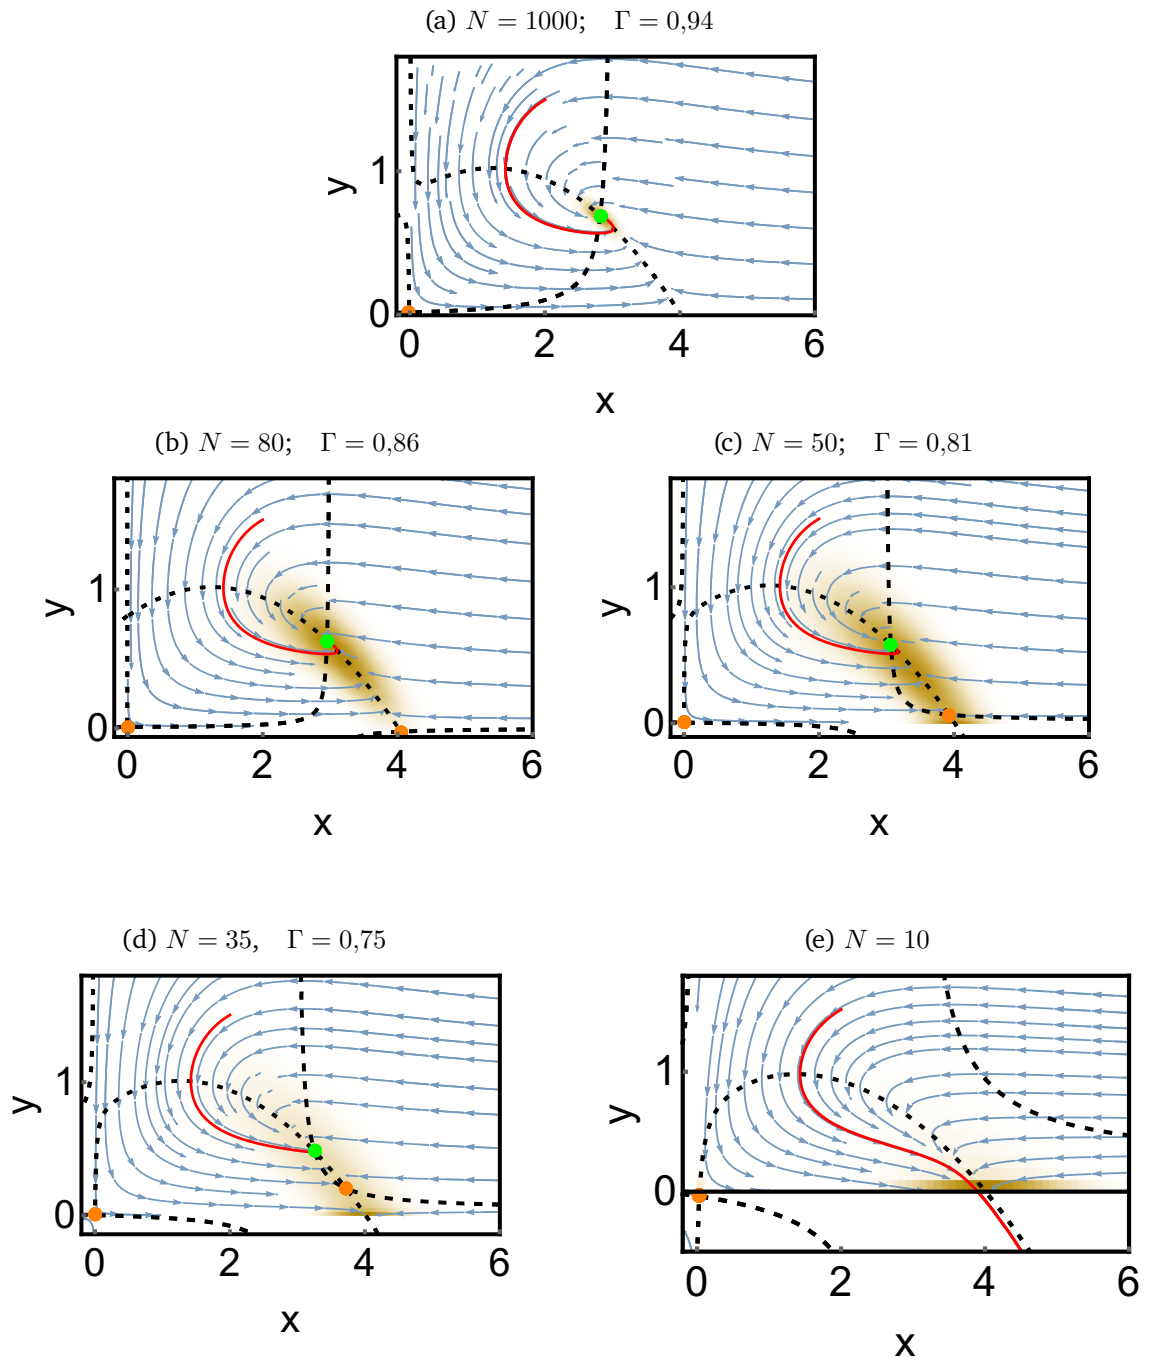 (a) N = 1000; Γ = 0,94
y
1
0
0 2 4 6
x
(b) N = 80; Γ = 0,86
y
1
0
0 2 4 6
x
(c) N = 50; Γ = 0,81
y
1
0
0 2 4 6
x
(d) N = 35, Γ = 0,75
y
1
0
0 2 4 6
x
(e) N = 10
y
1
0
0 2 4 6
x